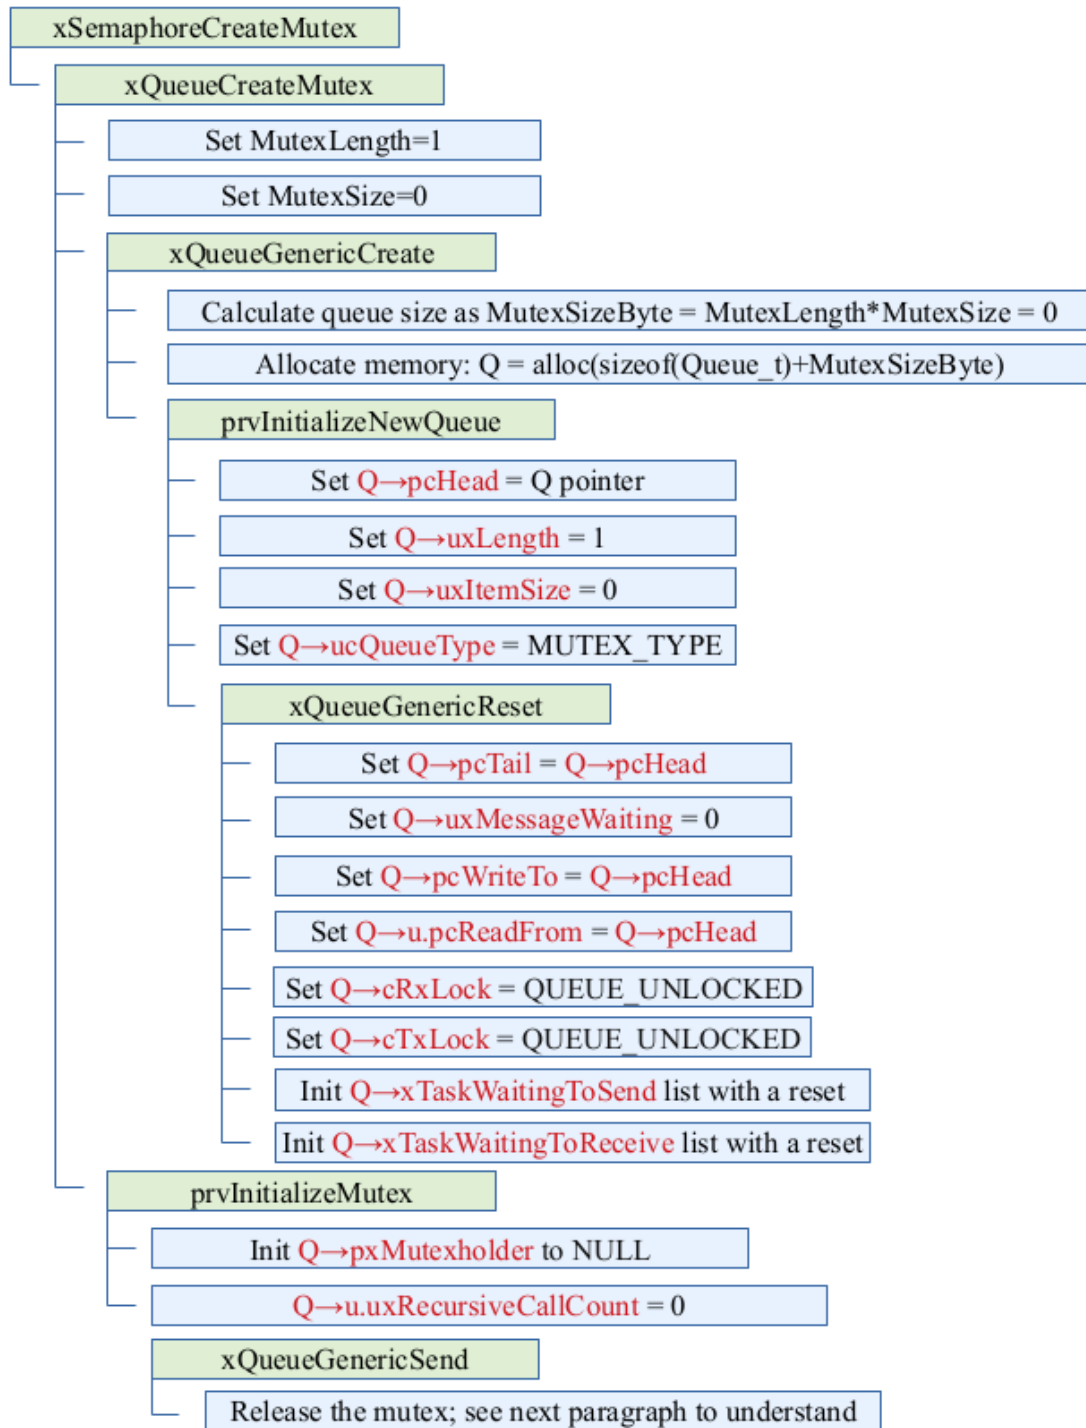 xSemaphoreCreateMutex
xQueueCreateMutex
Set MutexLength=1
Set MutexSize=0
xQueueGenericCreate
Calculate queue size as MutexSizeByte = MutexLength*MutexSize = 0
Allocate memory: Q = alloc(sizeof(Queue_t)+MutexSizeByte)
prvInitializeNewQueue
Set Q→pcHead = Q pointer
Set Q→uxLength = 1
Set Q→uxItemSize = 0
Set Q→ucQueueType = MUTEX_TYPE
xQueueGenericReset
Set Q→pcTail = Q→pcHead
Set Q→uxMessageWaiting = 0
Set Q→pcWriteTo = Q→pcHead
Set Q→u.pcReadFrom = Q→pcHead
Set Q→cRxLock = QUEUE_UNLOCKED
Set Q→cTxLock = QUEUE_UNLOCKED
Init Q→xTaskWaitingToSend list with a reset
Init Q→xTaskWaitingToReceive list with a reset
prvInitializeMutex
Init Q→pxMutexholder to NULL
Q→u.uxRecursiveCallCount = 0
xQueueGenericSend
Release the mutex; see next paragraph to understand